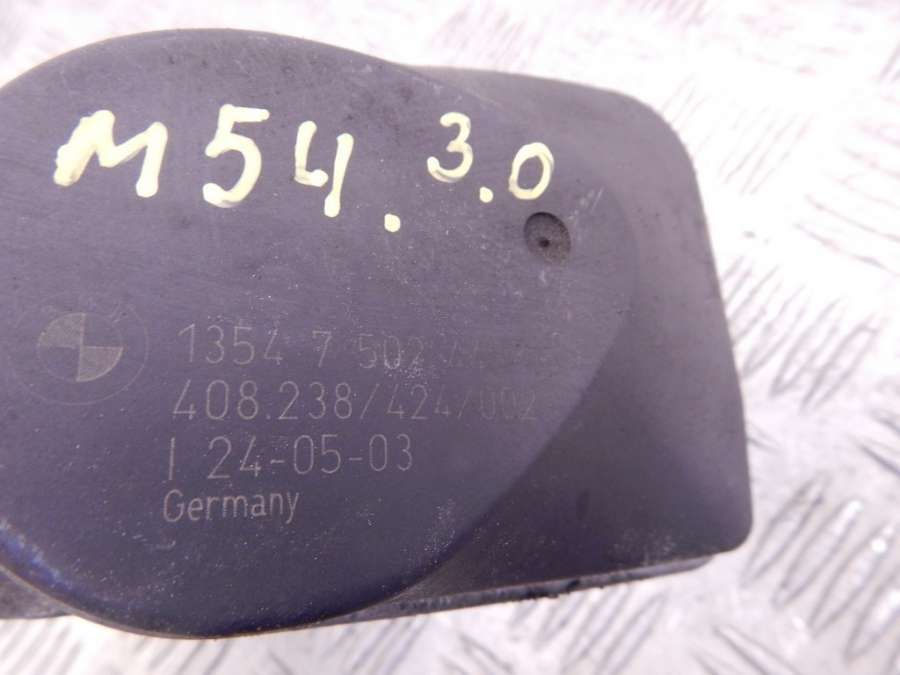 M54. 3.0
1354 7 502
408.238/424/002
I 24-05-03
Germany